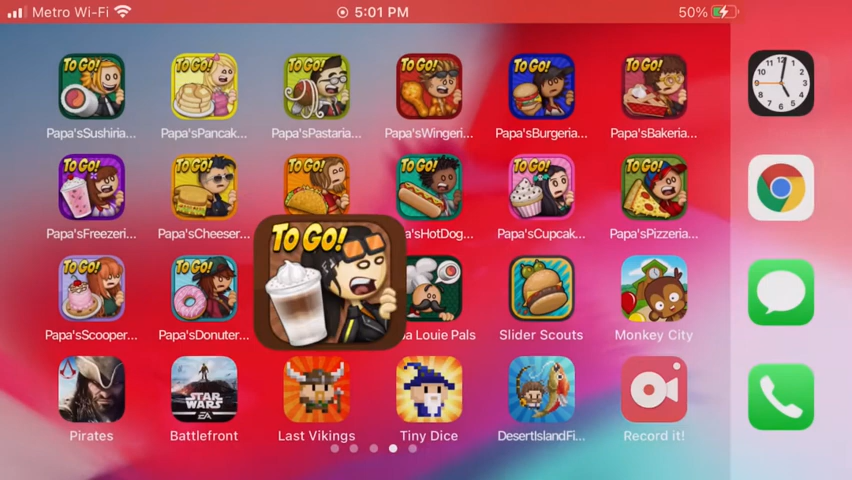 Metro Wi-Fi 5:01 PM 50%
TO GO! TO GO! TO GO! TO GO! TO GO! TO GO!
Papa'sSushiria... Papa'sPancak... Papa'sPastaria... Papa'sWingeri... Papa'sBurgeria... Papa'sBakeria...
TO GO! TO GO! TO GO! TO GO! TO GO! TO GO!
Papa'sFreezeri... Papa'sCheeser... 'sHotDog... Papa'sCupcak... Papa'sPizzeria...
TO GO! TO GO! TO GO!
Papa'sScooper... Papa'sDonuter... Louie Pals Slider Scouts Monkey City
STAR WARS
EA
Pirates Battlefront Last Vikings Tiny Dice DesertIslandFi... Record it!